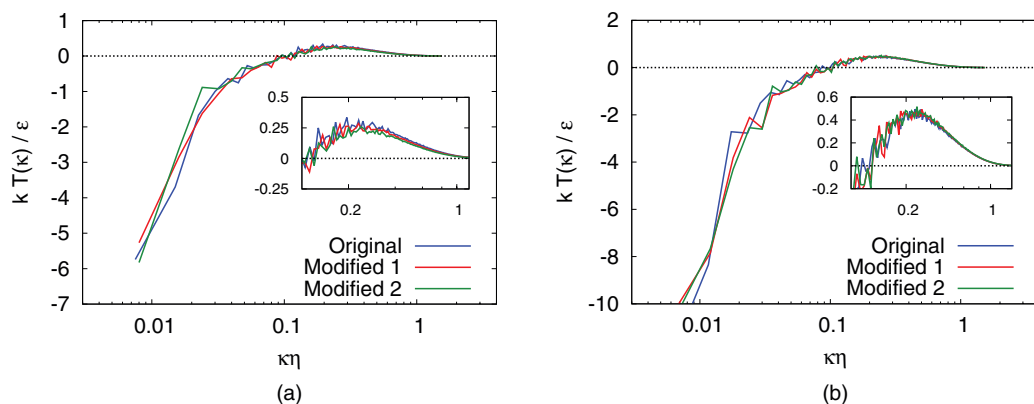 k T(κ) / ε
1
0
-1
-2
-3
-4
-5
-6
-7
0.01
0.1
1
κη
0.5
0.25
0
-0.25
0.2
1
Original
Modified 1
Modified 2
(a)
k T(κ) / ε
2
0
-2
-4
-6
-8
-10
0.01
0.1
1
κη
0.6
0.4
0.2
0
-0.2
0.2
1
Original
Modified 1
Modified 2
(b)